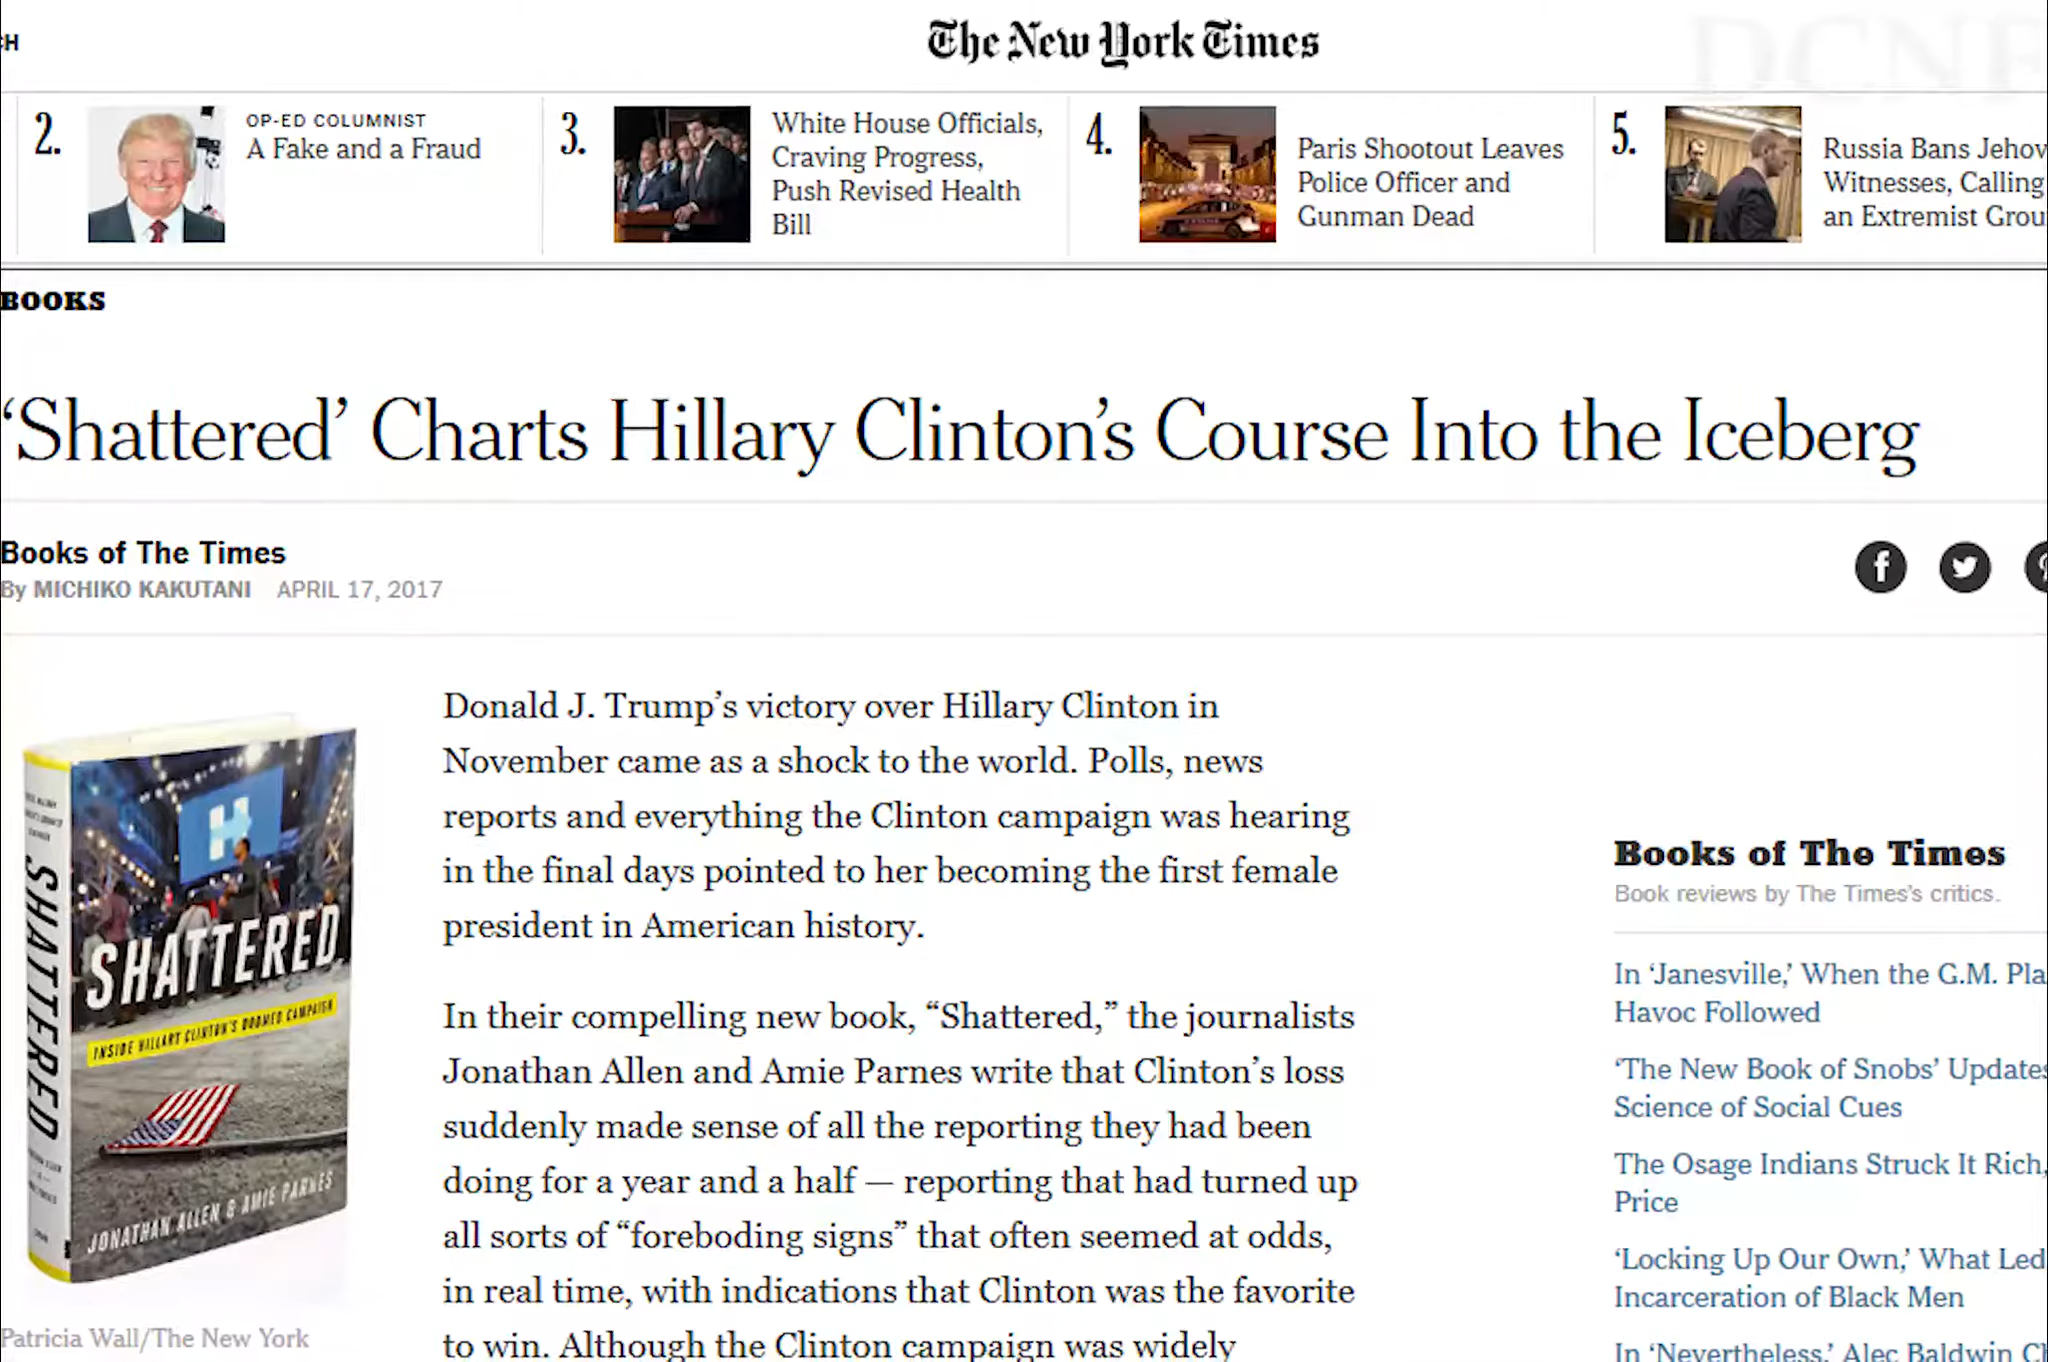 CH
The New York Times
DCNF
2.
OP-ED COLUMNIST
A Fake and a Fraud
3.
White House Officials,
Craving Progress,
Push Revised Health
Bill
4.
Paris Shootout Leaves
Police Officer and
Gunman Dead
5.
Russia Bans Jehov
Witnesses, Calling
an Extremist Grou
BOOKS
‘Shattered’ Charts Hillary Clinton’s Course Into the Iceberg
Books of The Times
By MICHIKO KAKUTANI APRIL 17, 2017
SHATTERED
SHATTERED
INSIDE HILLARY CLINTON'S DOOMED CAMPAIGN
JONATHAN ALLEN & AMIE PARNES
Patricia Wall/The New York
Donald J. Trump’s victory over Hillary Clinton in
November came as a shock to the world. Polls, news
reports and everything the Clinton campaign was hearing
in the final days pointed to her becoming the first female
president in American history.
In their compelling new book, “Shattered,” the journalists
Jonathan Allen and Amie Parnes write that Clinton’s loss
suddenly made sense of all the reporting they had been
doing for a year and a half — reporting that had turned up
all sorts of “foreboding signs” that often seemed at odds,
in real time, with indications that Clinton was the favorite
to win. Although the Clinton campaign was widely
Books of The Times
Book reviews by The Times’s critics.
In ‘Janesville,’ When the G.M. Pla
Havoc Followed
‘The New Book of Snobs’ Updates
Science of Social Cues
The Osage Indians Struck It Rich,
Price
‘Locking Up Our Own,’ What Led
Incarceration of Black Men
In ‘Nevertheless,’ Alec Baldwin Ch